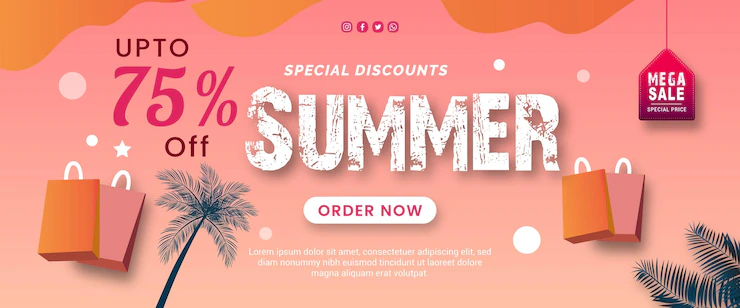 UPTO
75%
Off
SPECIAL DISCOUNTS
SUMMER
ORDER NOW
Lorem ipsum dolor sit amet, consectetuer adipiscing elit,
sed diam nonummy nibh euismod tincidunt ut laoreet dolore
magna aliquam erat volutpat.
MEGA
SALE
SPECIAL PRICE